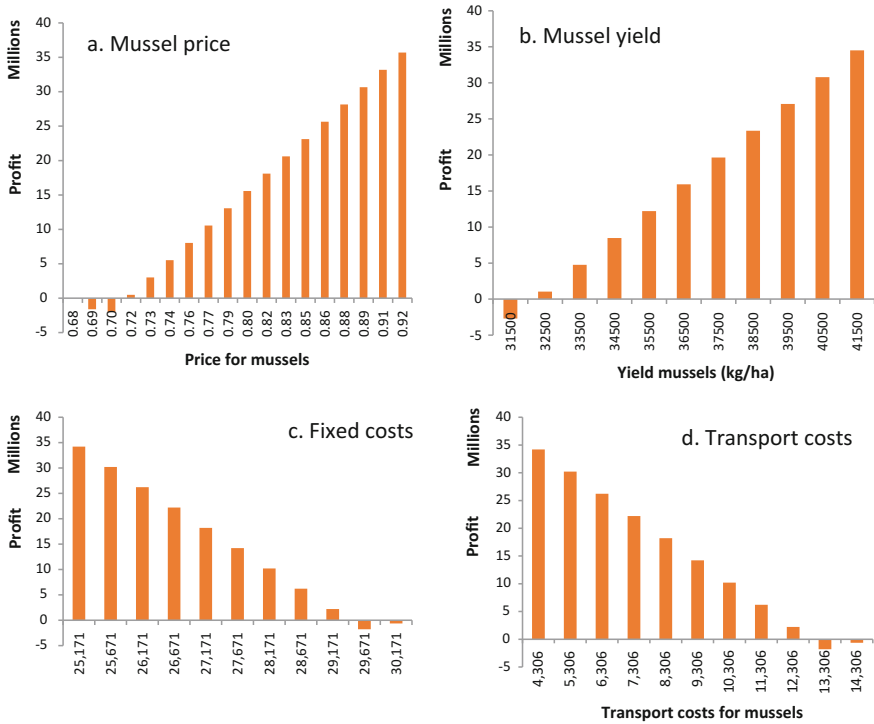 a. Mussel price
Millions
Profit
40
35
30
25
20
15
10
5
0
-5
0.68 0.69 0.70 0.72 0.73 0.74 0.76 0.77 0.79 0.80 0.82 0.83 0.85 0.86 0.88 0.89 0.91 0.92
Price for mussels
b. Mussel yield
Millions
Profit
40
35
30
25
20
15
10
5
0
-5
31500 32500 33500 34500 35500 36500 37500 38500 39500 40500 41500
Yield mussels (kg/ha)
c. Fixed costs
Millions
Profit
40
35
30
25
20
15
10
5
0
-5
25,171 25,671 26,171 26,671 27,171 27,671 28,171 28,671 29,171 29,671 30,171
d. Transport costs
Millions
Profit
40
35
30
25
20
15
10
5
0
-5
4,306 5,306 6,306 7,306 8,306 9,306 10,306 11,306 12,306 13,306 14,306
Transport costs for mussels